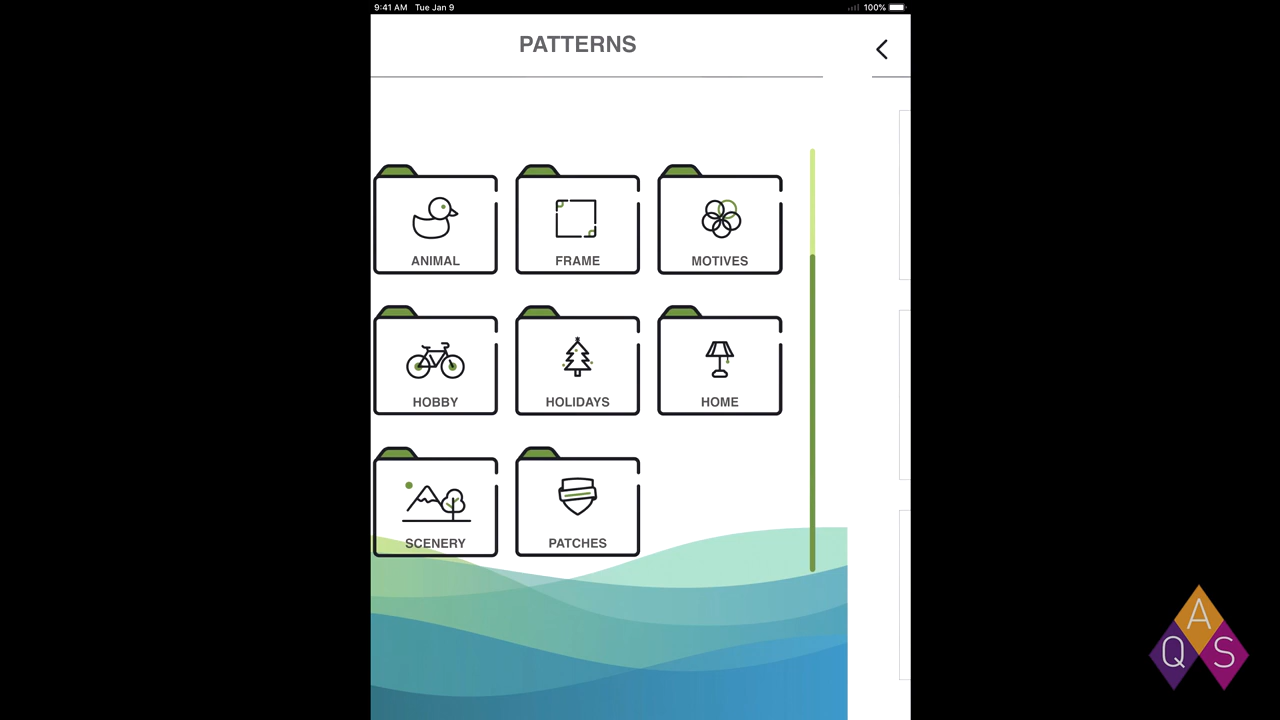 9:41 AM Tue Jan 9 100%
PATTERNS
ANIMAL FRAME MOTIVES
HOBBY HOLIDAYS HOME
SCENERY PATCHES
A
Q S